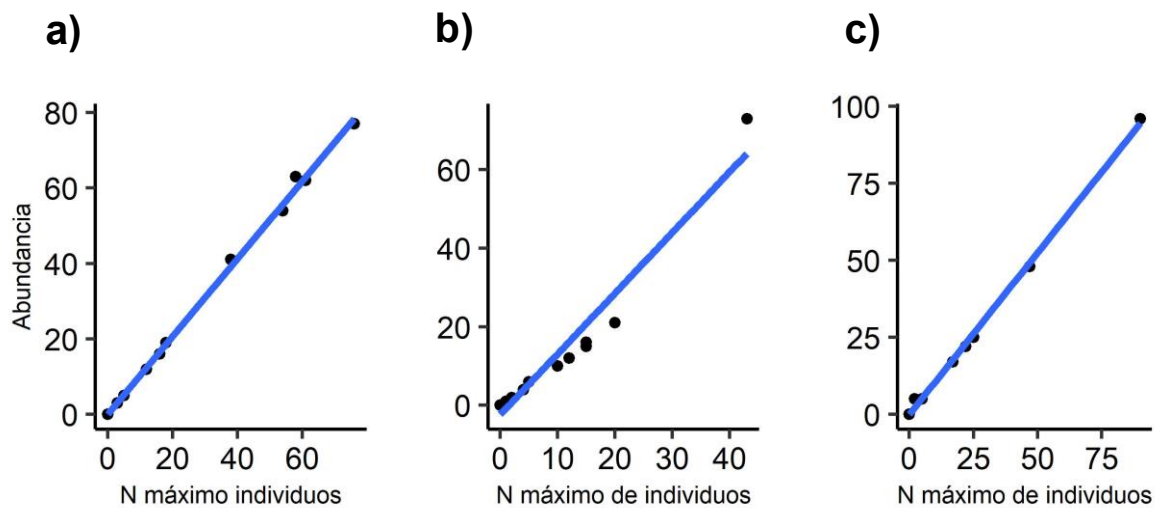 a)
b)
c)
Abundancia
80
60
40
20
0
0 20 40 60
N máximo individuos
60
40
20
0
0 10 20 30 40
N máximo de individuos
100
75
50
25
0
0 25 50 75
N máximo de individuos